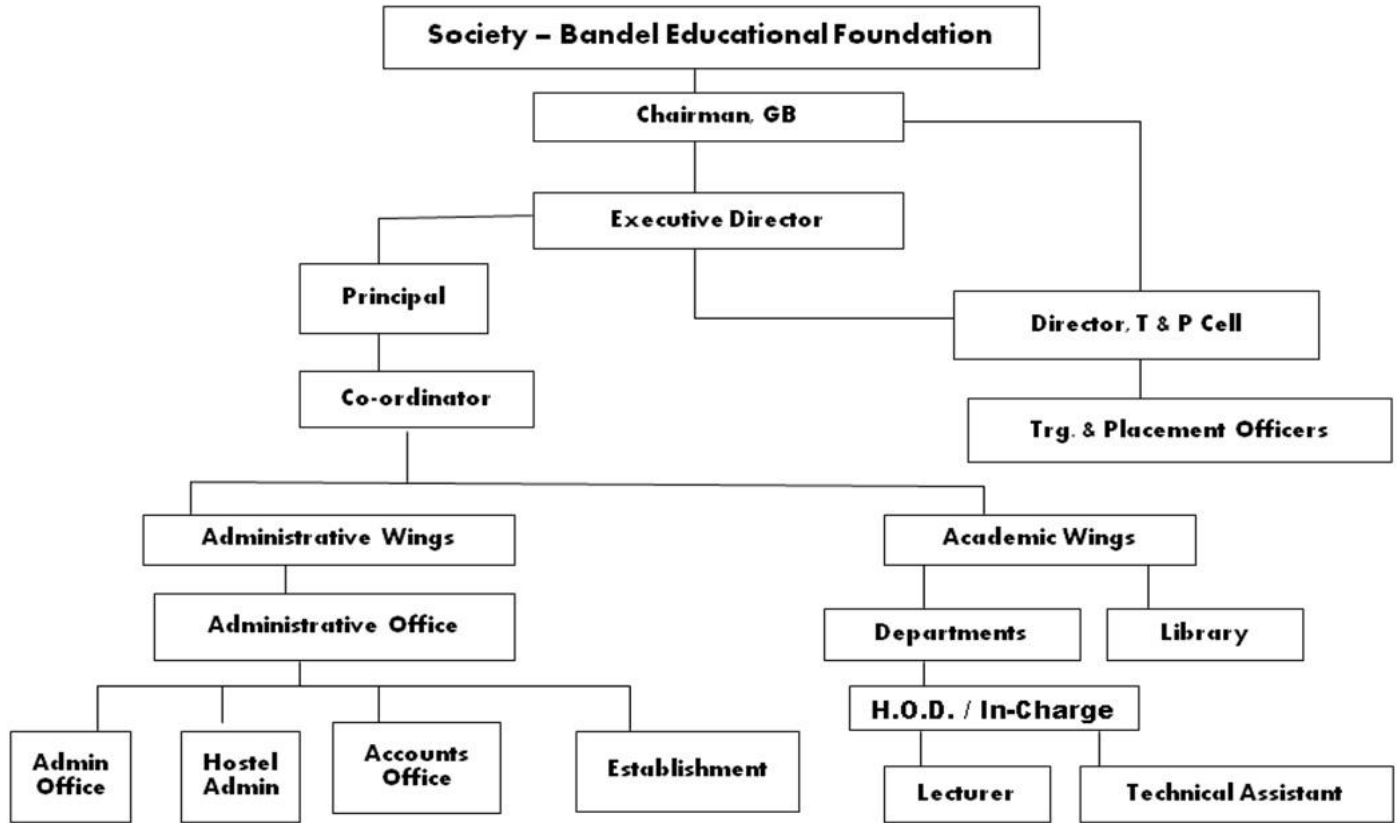 Society – Bandel Educational Foundation
Chairman, GB
Executive Director
Principal
Director, T & P Cell
Co-ordinator
Trg. & Placement Officers
Administrative Wings
Academic Wings
Administrative Office
Departments
Library
H.O.D. / In-Charge
Admin
Office
Hostel
Admin
Accounts
Office
Establishment
Lecturer
Technical Assistant